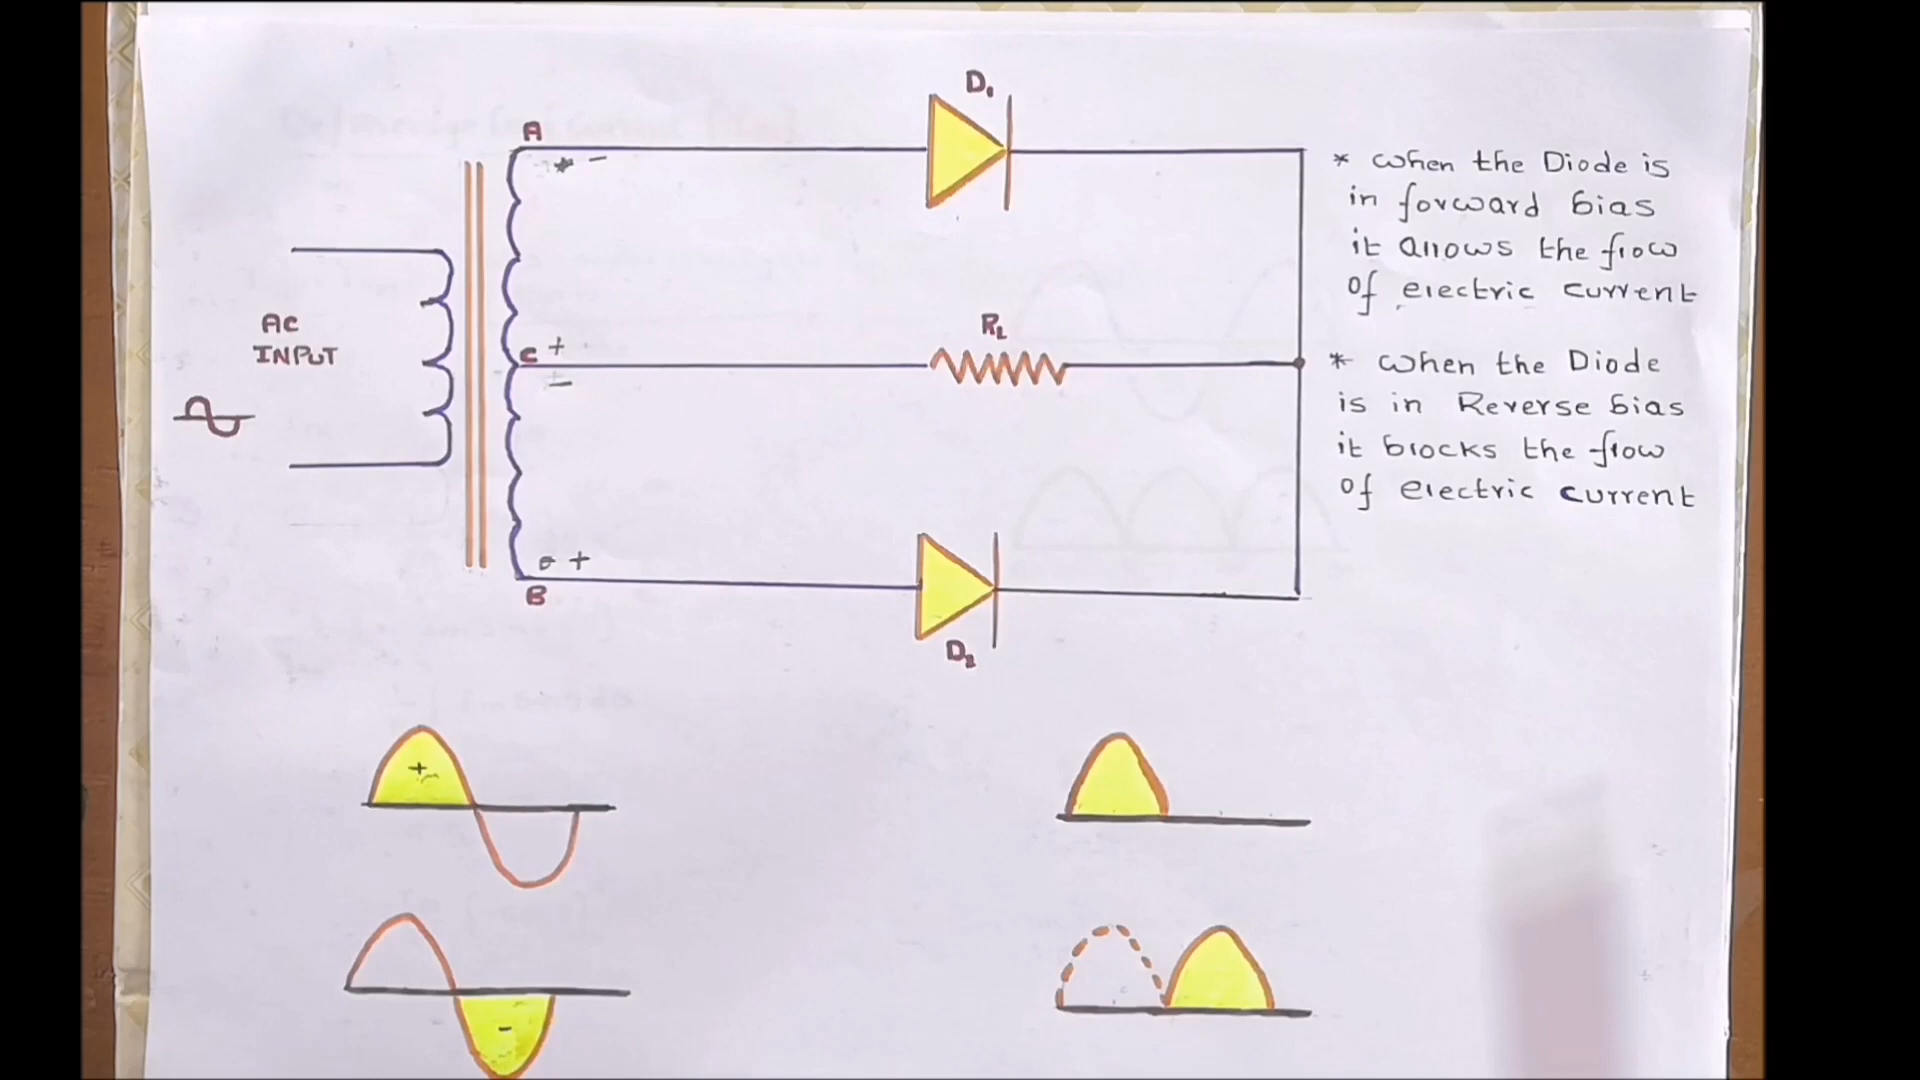 D₁
A
* -
* when the Diode is
in forward bias
it allows the flow
of electric current
AC
INPUT
C +
-
RL
* when the Diode
is in Reverse bias
it blocks the flow
of electric current
+
B
D₂
+
-